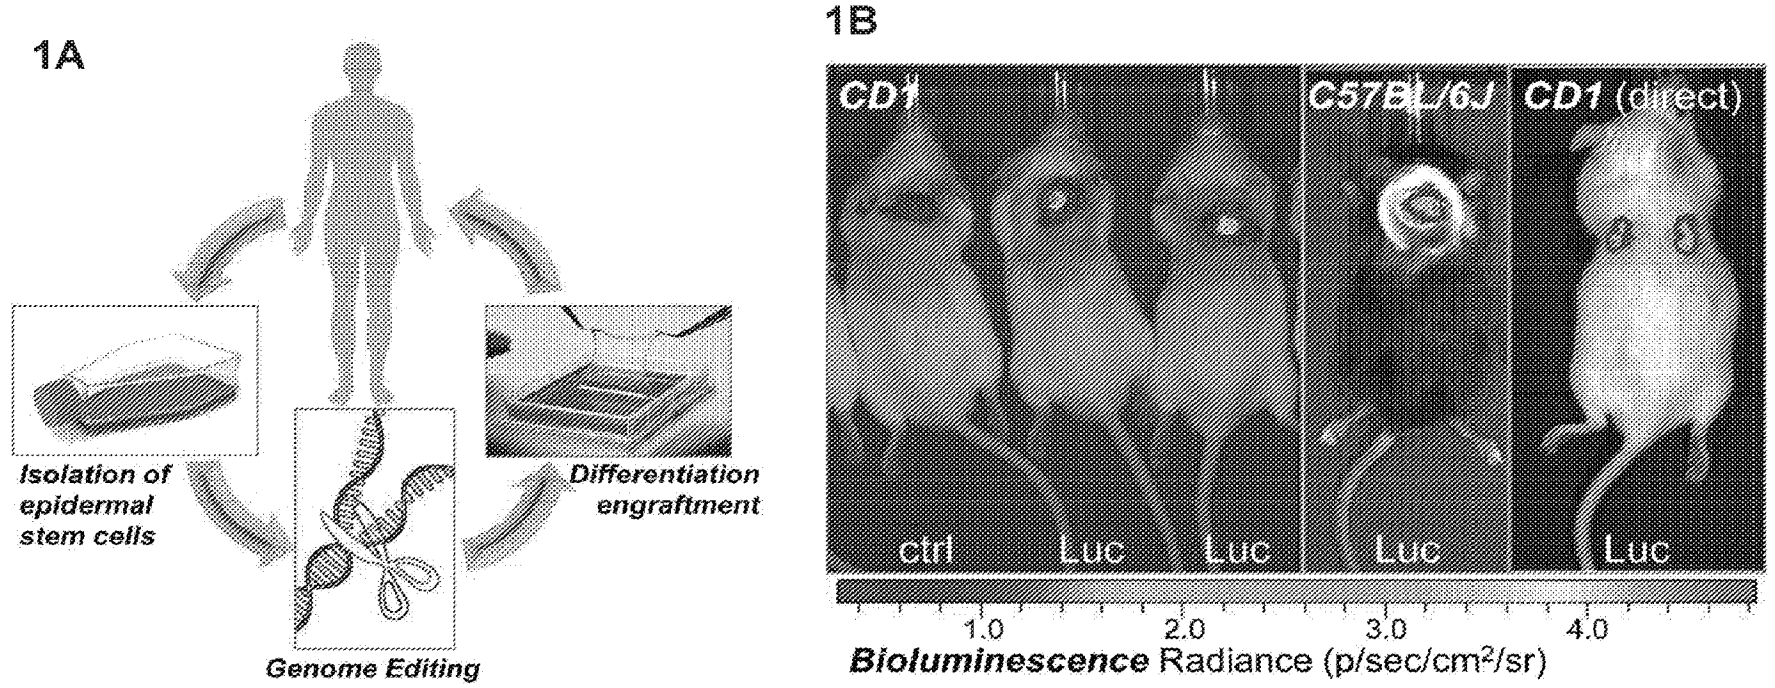 1A
Isolation of
epidermal
stem cells
Genome Editing
Differentiation
engraftment
1B
CD1
C57BL/6J
CD1 (direct)
ctrl
Luc
Luc
Luc
Luc
1.0
2.0
3.0
4.0
Bioluminescence Radiance (p/sec/cm²/sr)